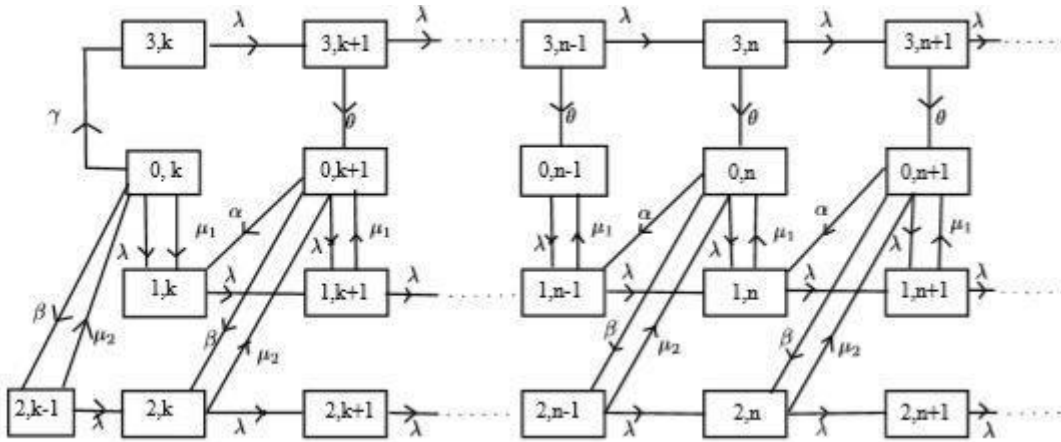 λ λ λ λ λ
3,k 3,k+1 3,n-1 3,n 3,n+1
γ θ θ θ θ
0, k 0,k+1 0,n-1 0,n 0,n+1
λ μ₁ α λ μ₁ λ μ₁ α λ μ₁ α λ μ₁
1,k λ 1,k+1 λ 1,n-1 λ 1,n λ 1,n+1 λ
β μ₂ β μ₂ β μ₂ β μ₂
2,k-1 2,k 2,k+1 2,n-1 2,n 2,n+1
λ λ λ λ λ λ